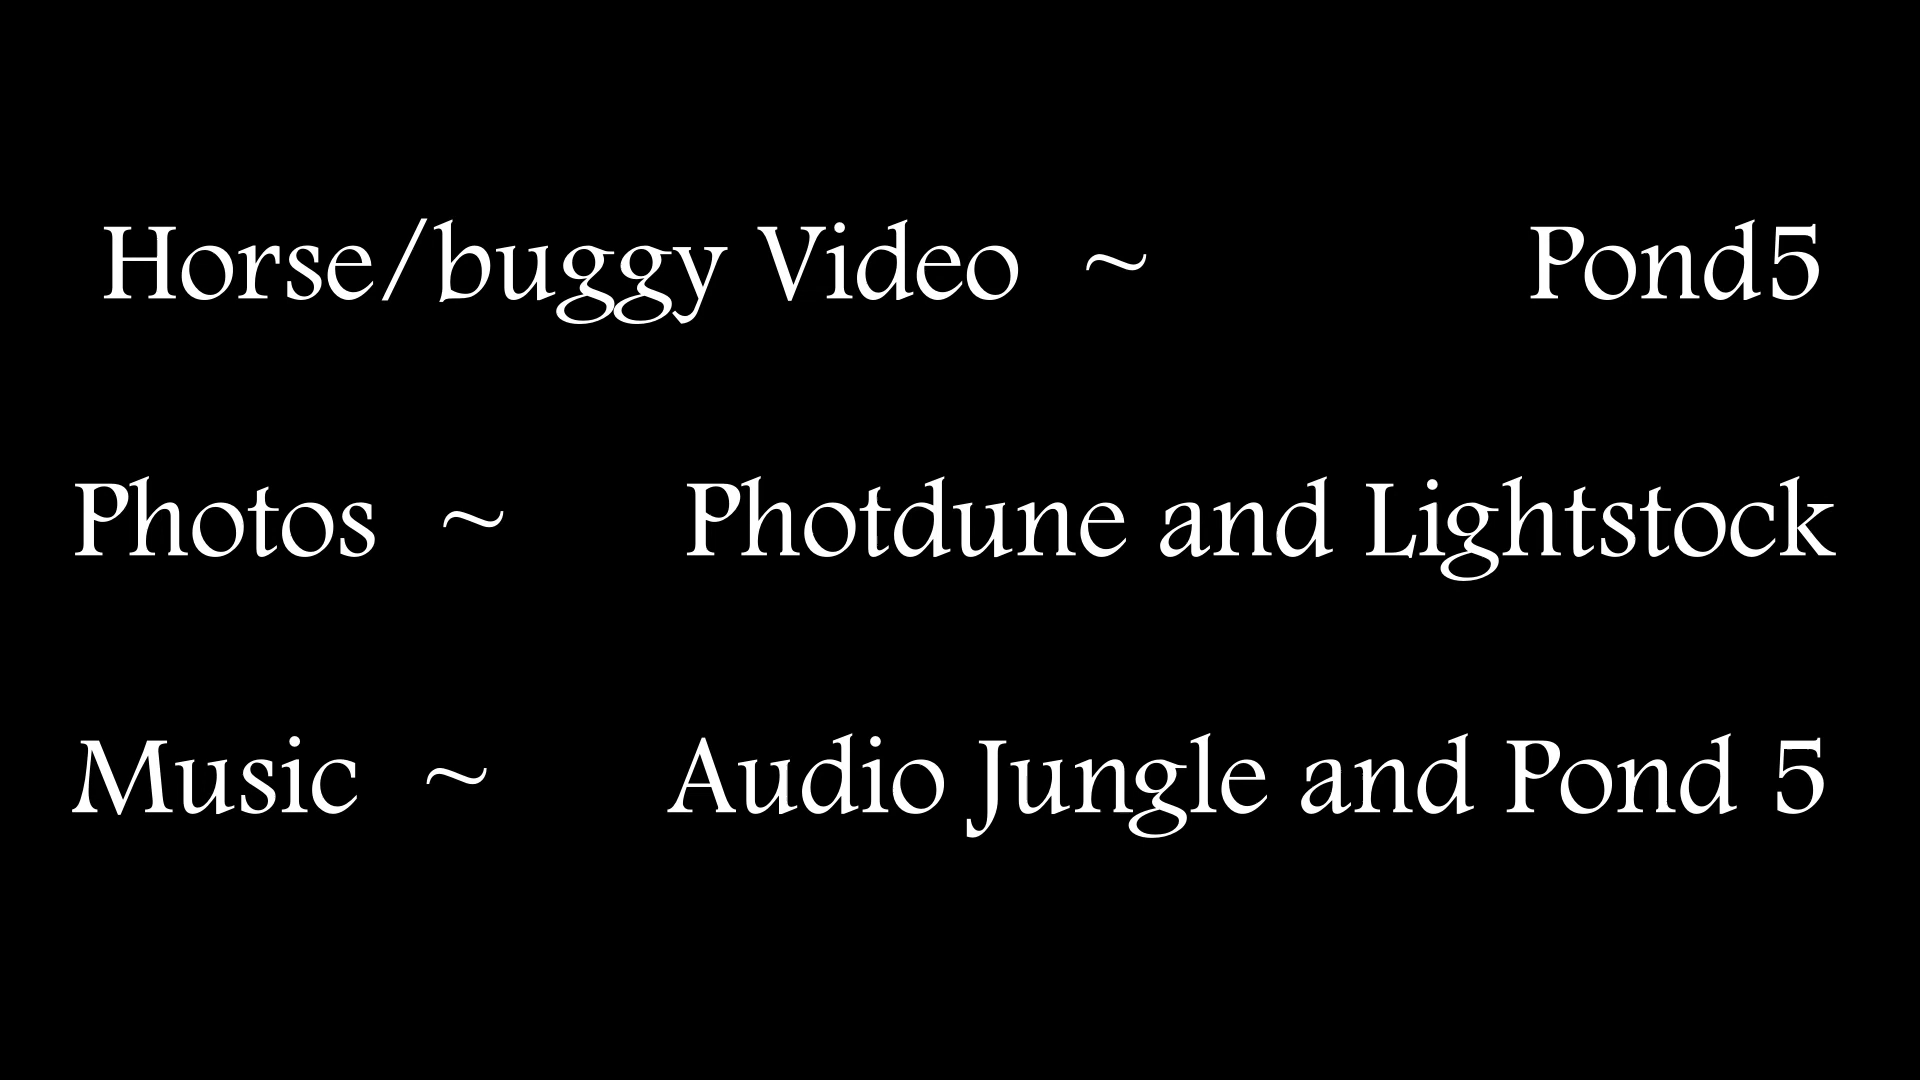 Horse/buggy Video ~ Pond5
Photos ~ Photdune and Lightstock
Music ~ Audio Jungle and Pond 5